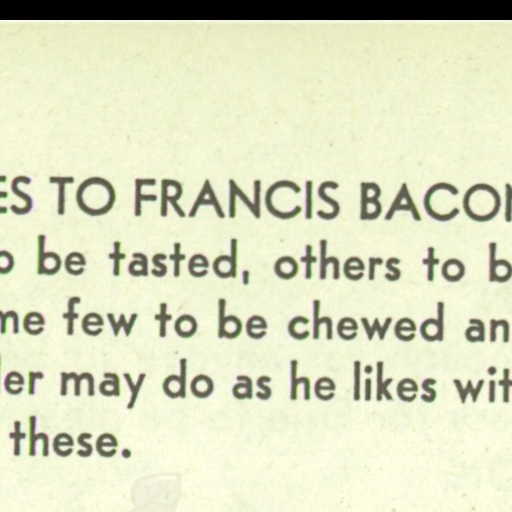 ES TO FRANCIS BACON
o be tasted, others to b
me few to be chewed an
ler may do as he likes wit
these.